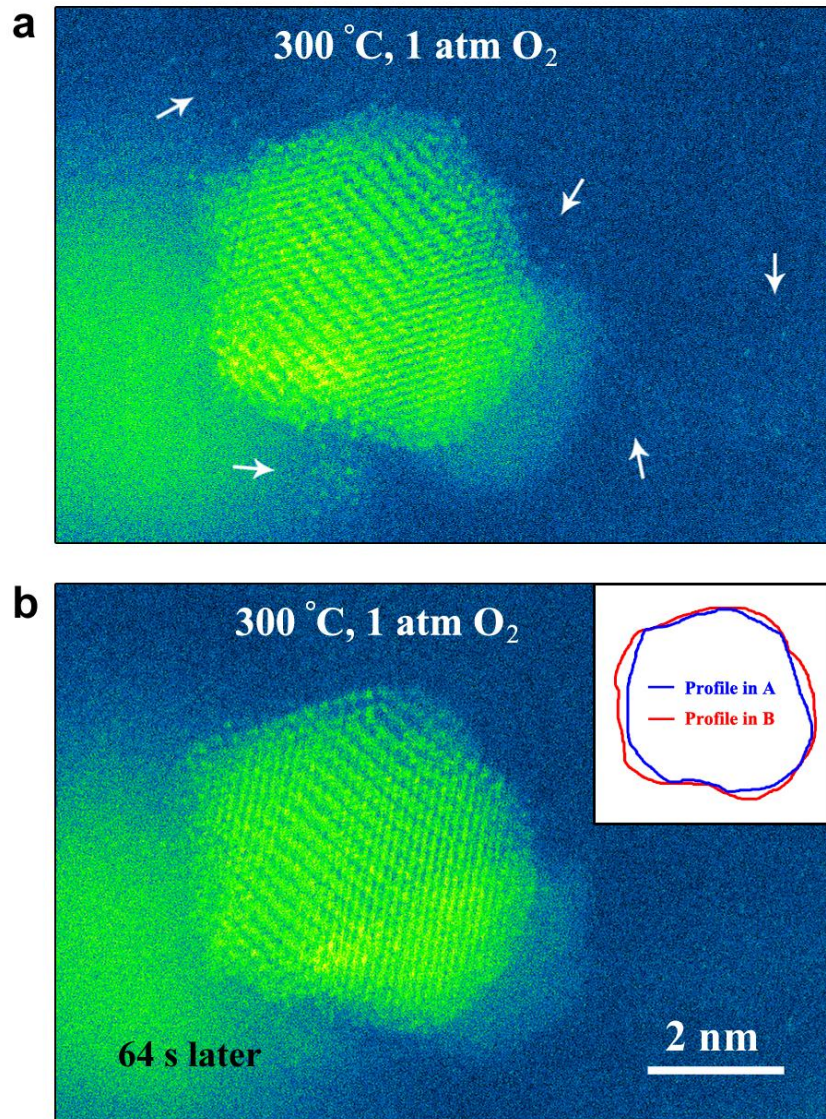 a
300 °C, 1 atm O₂
b
300 °C, 1 atm O₂
Profile in A
Profile in B
64 s later
2 nm